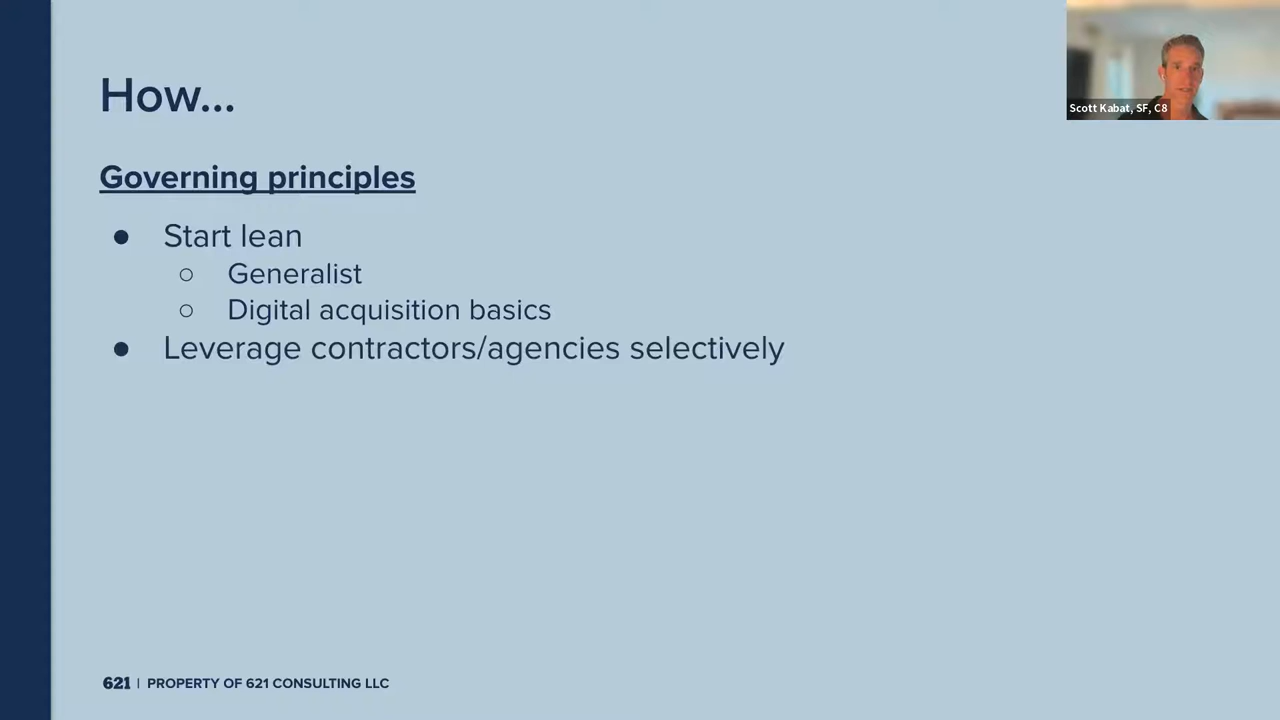 How...
Scott Kabat, SF, C8
Governing principles
● Start lean
○ Generalist
○ Digital acquisition basics
● Leverage contractors/agencies selectively
621 | PROPERTY OF 621 CONSULTING LLC